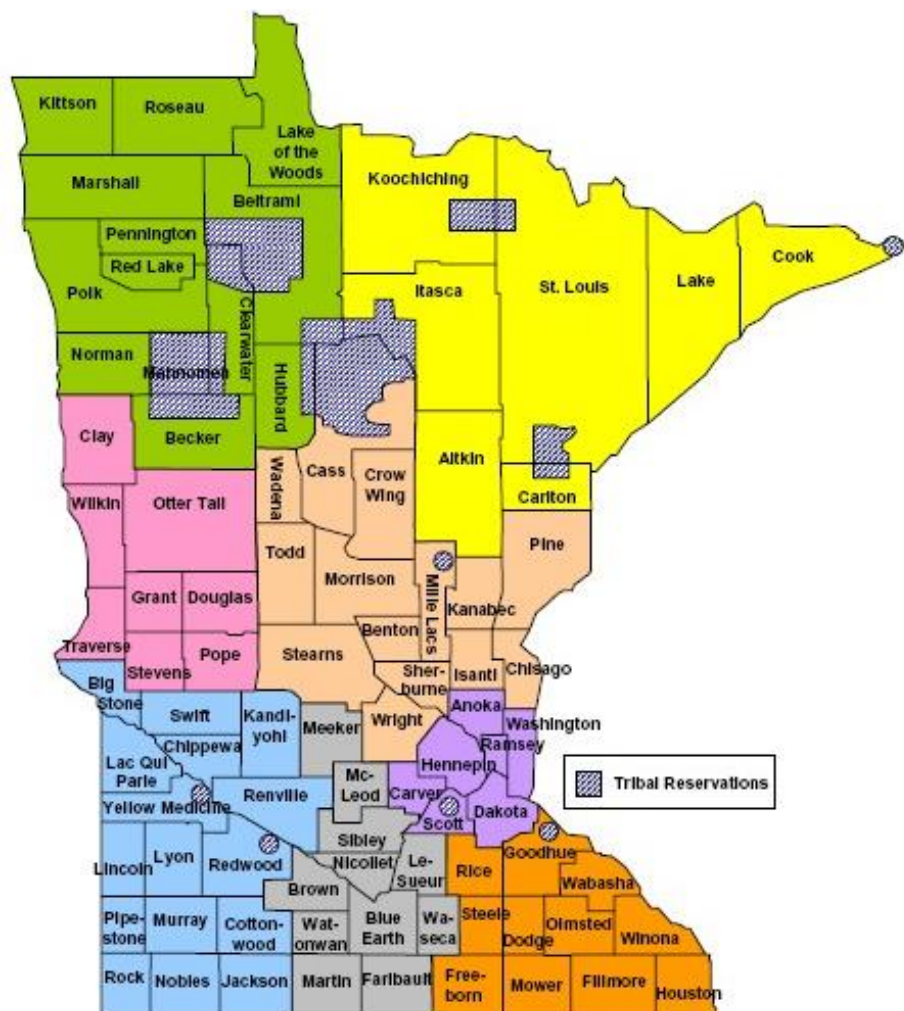 Kittson
Roseau
Lake
of the
Woods
Marshall
Beltrami
Koochiching
Pennington
Red Lake
Polk
Clearwater
Itasca
St. Louis
Lake
Cook
Norman
Mahnomen
Hubbard
Clay
Becker
Wadena
Cass
Crow
Wing
Aitkin
Carlton
Wilkin
Otter Tail
Todd
Morrison
Mille Lacs
Pine
Kanabec
Grant
Douglas
Traverse
Stevens
Pope
Stearns
Benton
Sher-
burne
Isanti
Chisago
Big
Stone
Swift
Kandi-
yohi
Meeker
Wright
Anoka
Washington
Ramsey
Hennepin
Chippewa
Lac Qui
Parle
Mc-
Leod
Carver
Scott
Dakota
Tribal Reservations
Yellow Medicine
Renville
Sibley
Lincoln
Lyon
Redwood
Nicollet
Le-
Sueur
Rice
Goodhue
Wabasha
Brown
Pipe-
stone
Murray
Cotton-
wood
Wat-
onwan
Blue
Earth
Wa-
seca
Steele
Dodge
Olmsted
Winona
Rock
Nobles
Jackson
Martin
Faribault
Free-
born
Mower
Fillmore
Houston